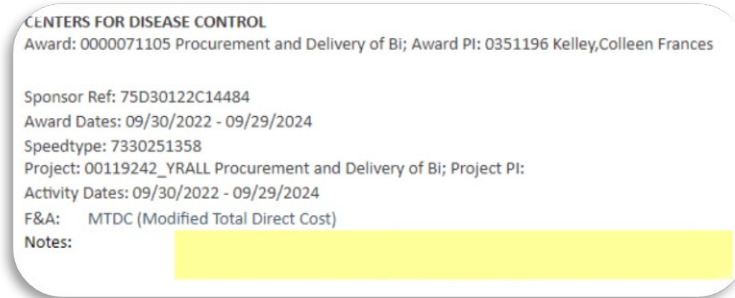 CENTERS FOR DISEASE CONTROL
Award: 0000071105 Procurement and Delivery of Bi; Award PI: 0351196 Kelley,Colleen Frances
Sponsor Ref: 75D30122C14484
Award Dates: 09/30/2022 - 09/29/2024
Speedtype: 7330251358
Project: 00119242_YRALL Procurement and Delivery of Bi; Project PI:
Activity Dates: 09/30/2022 - 09/29/2024
F&A: MTDC (Modified Total Direct Cost)
Notes: